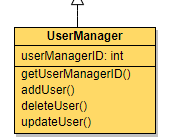 UserManager
userManagerID: int
getUserManagerID()
addUser()
deleteUser()
updateUser()